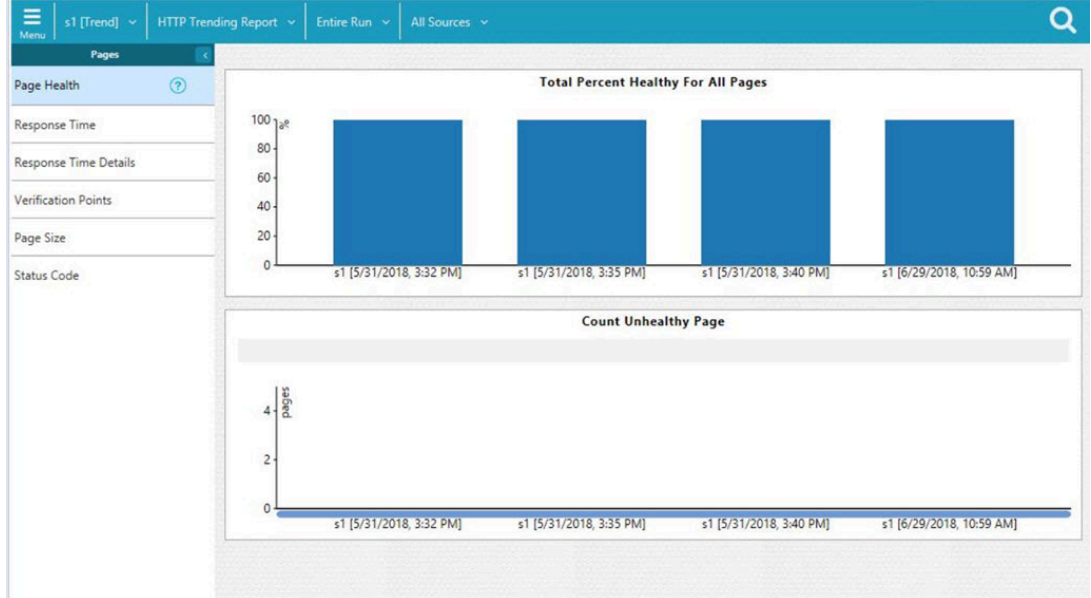 Menu
s1 [Trend]
HTTP Trending Report
Entire Run
All Sources
Pages
Page Health
?
Response Time
Response Time Details
Verification Points
Page Size
Status Code
Total Percent Healthy For All Pages
%
100
80
60
40
20
0
s1 [5/31/2018, 3:32 PM] s1 [5/31/2018, 3:35 PM] s1 [5/31/2018, 3:40 PM] s1 [6/29/2018, 10:59 AM]
Count Unhealthy Page
pages
4
2
0
s1 [5/31/2018, 3:32 PM] s1 [5/31/2018, 3:35 PM] s1 [5/31/2018, 3:40 PM] s1 [6/29/2018, 10:59 AM]